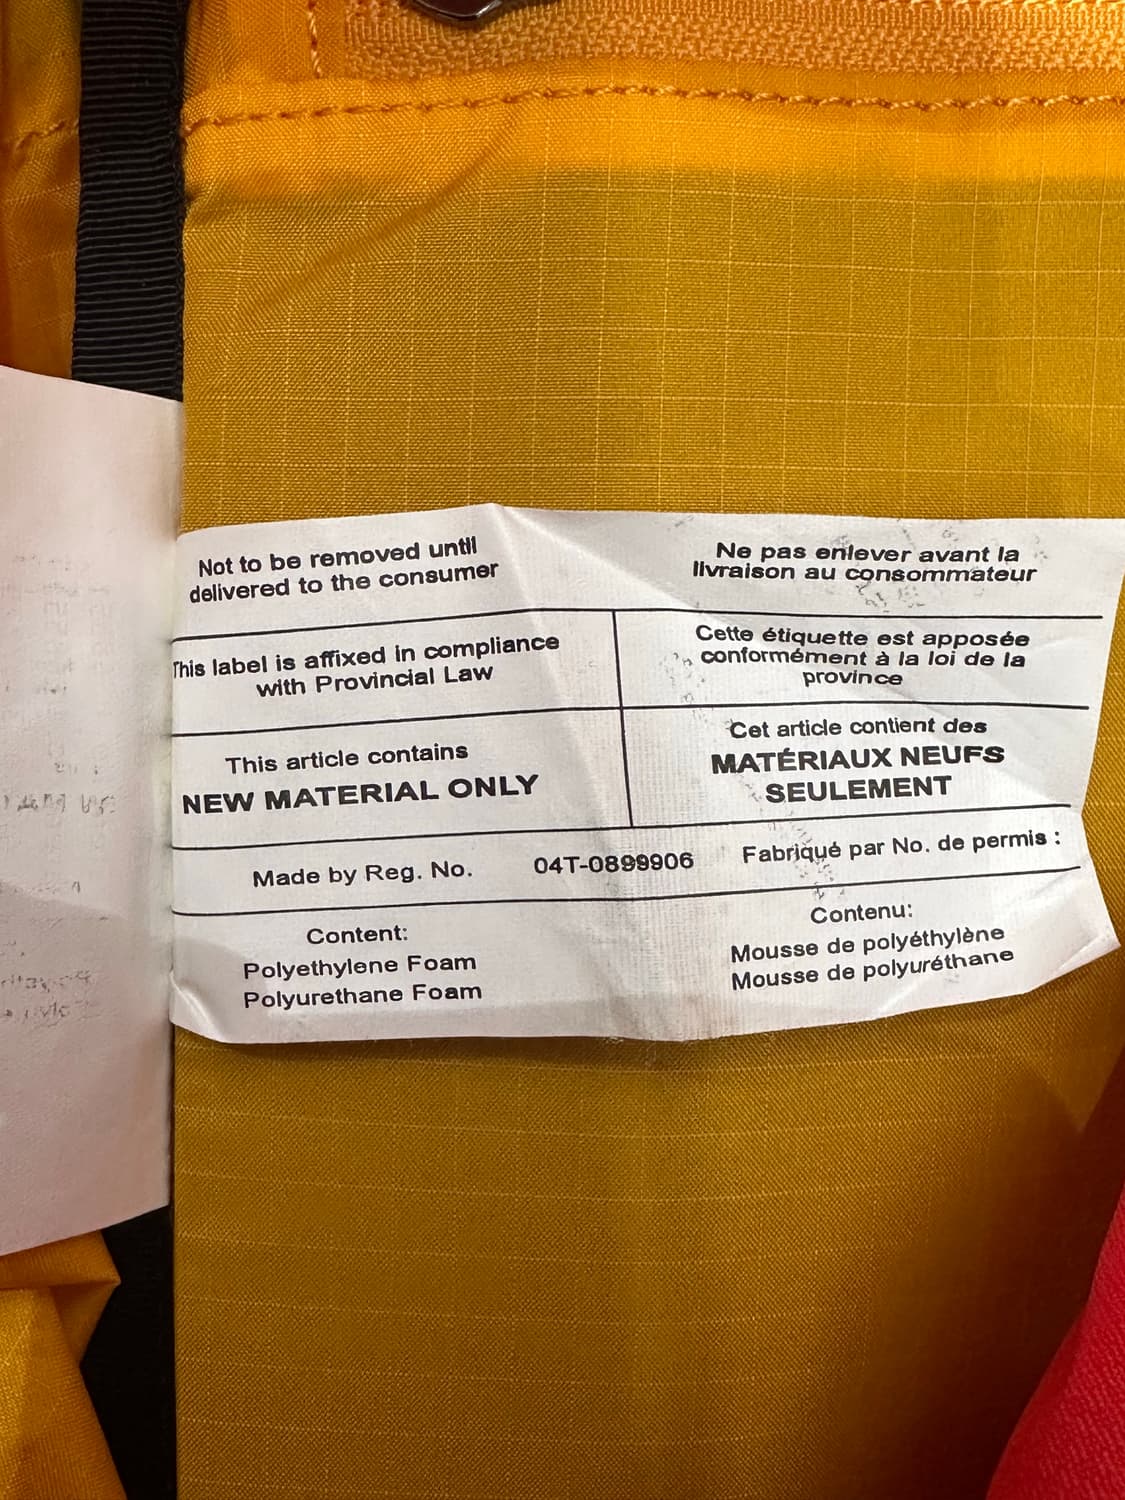 Not to be removed until
delivered to the consumer
Ne pas enlever avant la
livraison au consommateur
This label is affixed in compliance
with Provincial Law
Cette étiquette est apposée
conformément à la loi de la
province
This article contains
NEW MATERIAL ONLY
Cet article contient des
MATÉRIAUX NEUFS
SEULEMENT
Made by Reg. No. 04T-0899906 Fabriqué par No. de permis :
Content:
Polyethylene Foam
Polyurethane Foam
Contenu:
Mousse de polyéthylène
Mousse de polyuréthane